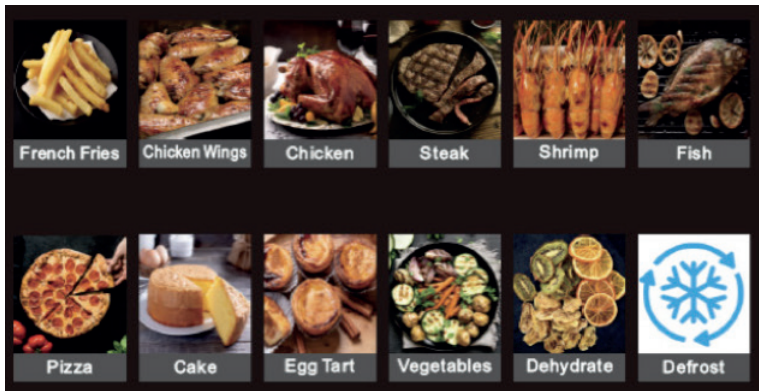 French Fries
Chicken Wings
Chicken
Steak
Shrimp
Fish
Pizza
Cake
Egg Tart
Vegetables
Dehydrate
Defrost